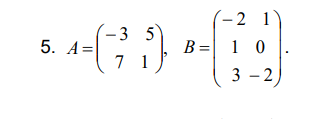 5. A = (-3 5
7 1), B = (-2 1
1 0
3 -2).